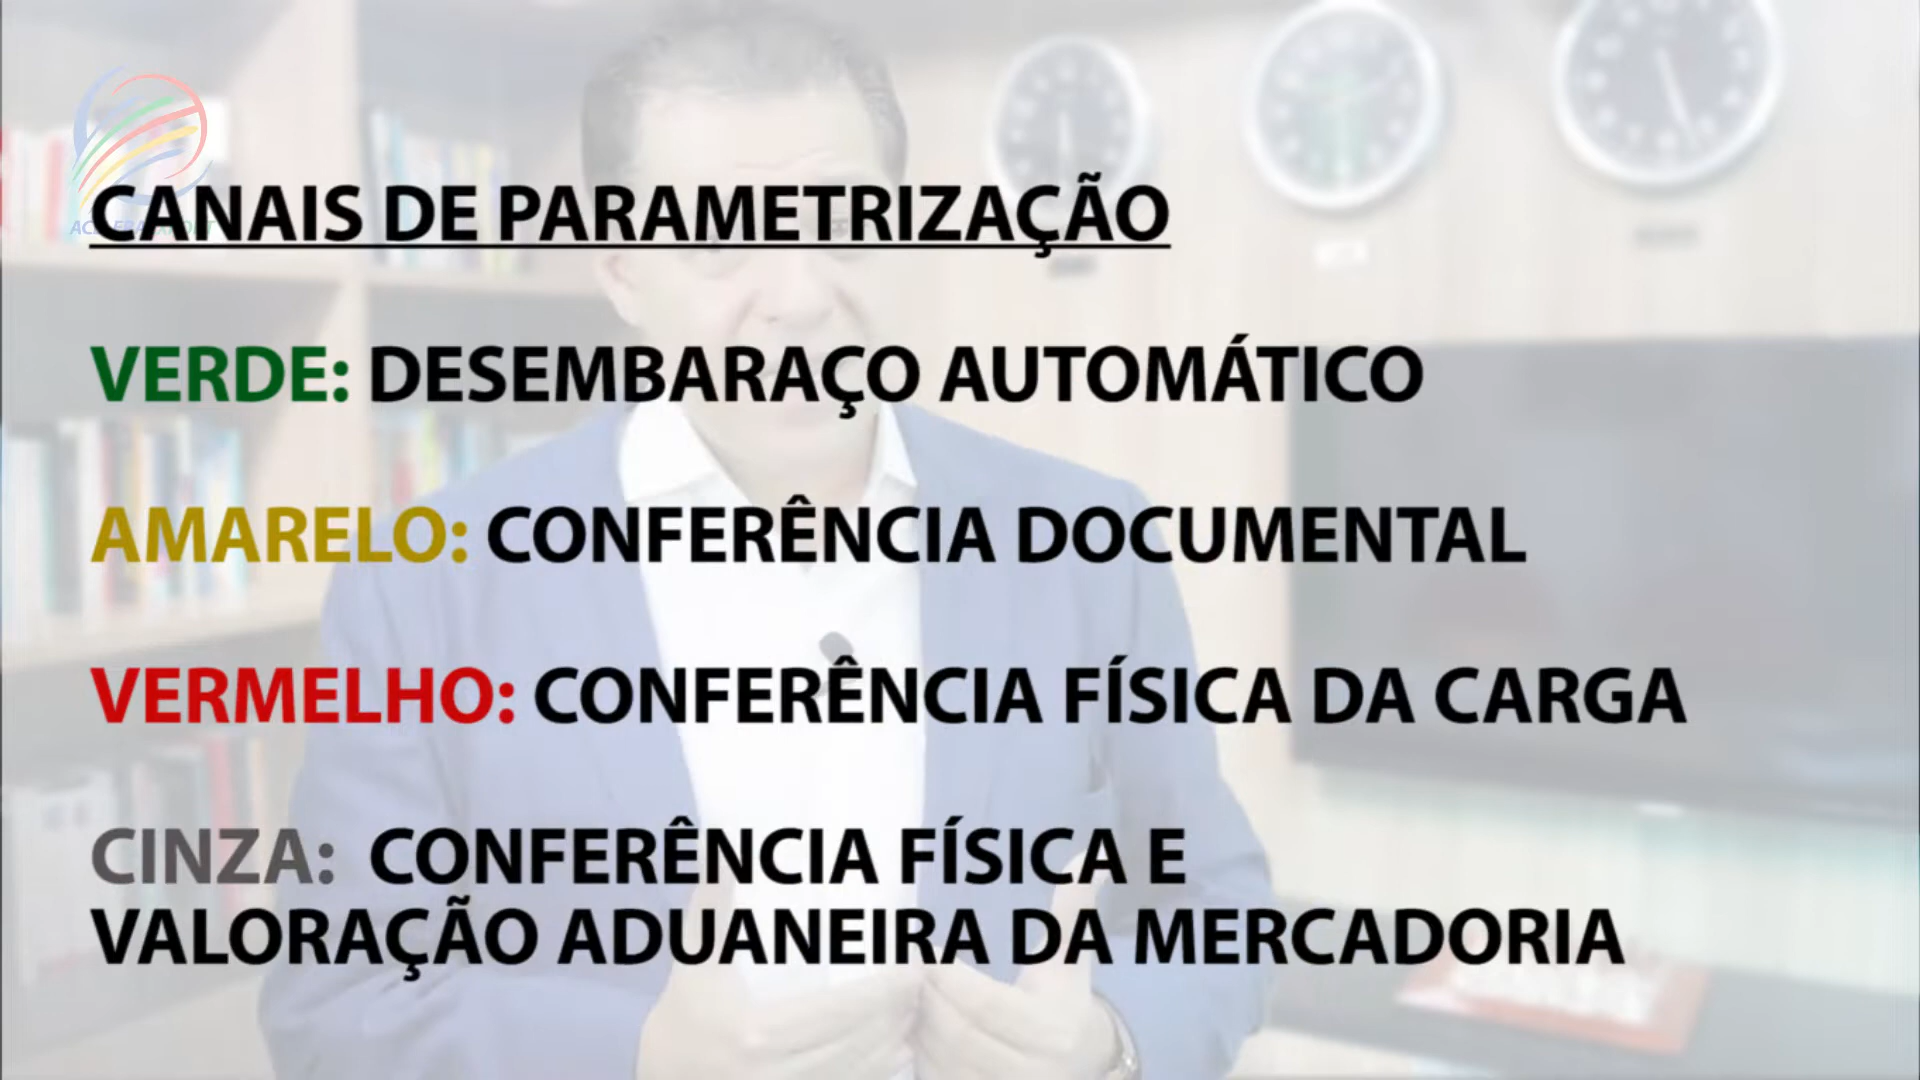 CANAIS DE PARAMETRIZAÇÃO
VERDE: DESEMBARAÇO AUTOMÁTICO
AMARELO: CONFERÊNCIA DOCUMENTAL
VERMELHO: CONFERÊNCIA FÍSICA DA CARGA
CINZA: CONFERÊNCIA FÍSICA E
VALORAÇÃO ADUANEIRA DA MERCADORIA